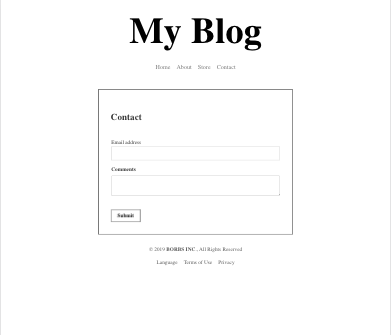 My Blog
Home About Store Contact
Contact
Email address
Comments
Submit
© 2019 BORBS INC , All Rights Reserved
Language Terms of Use Privacy